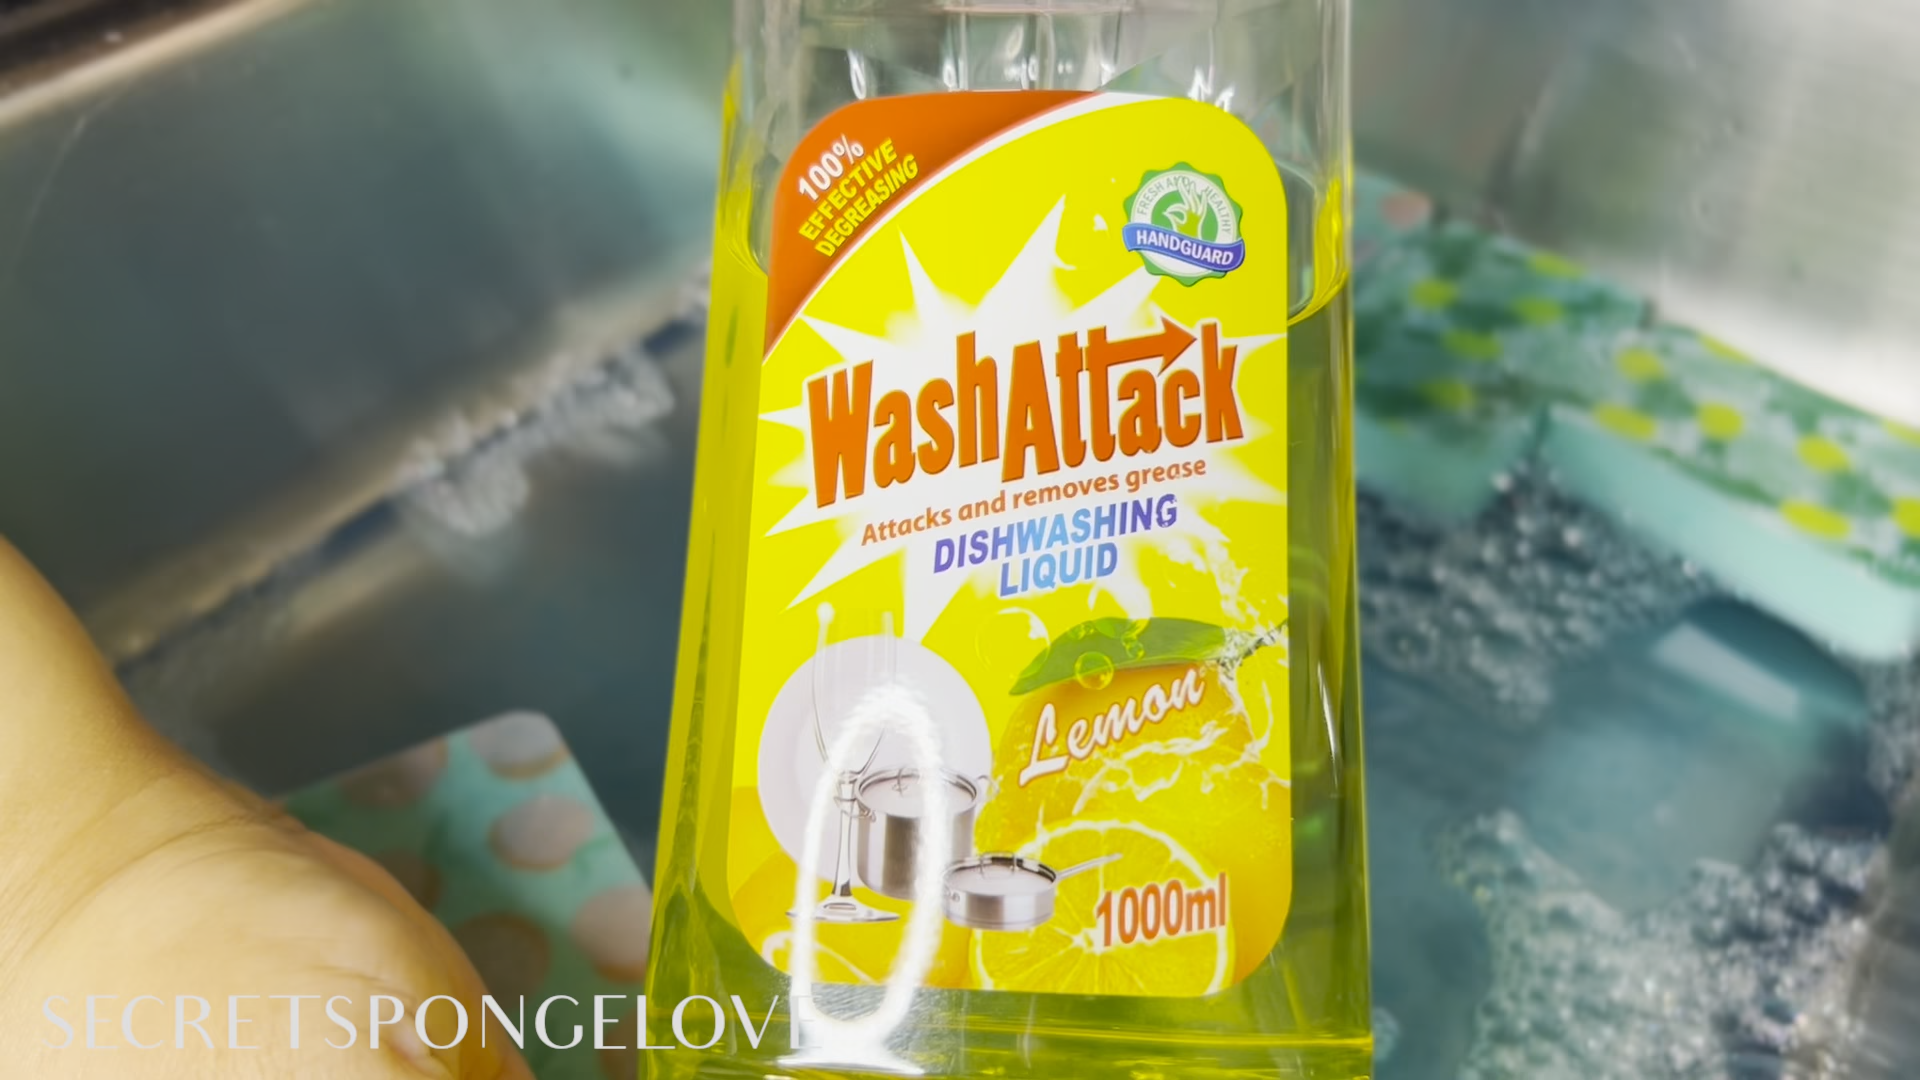 100%
EFFECTIVE
DEGREASING
FRESH AND HEALTHY
HANDGUARD
WashAttack
Attacks and removes grease
DISHWASHING
LIQUID
Lemon
1000ml
SECRETSPONGELOVE